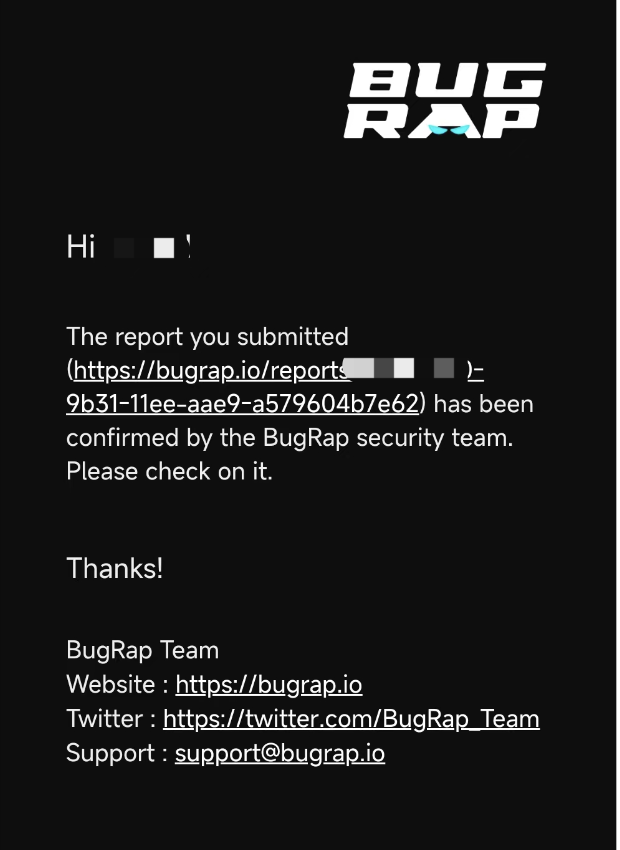 BUG
RAP
Hi
The report you submitted
(https://bugrap.io/reports )-
9b31-11ee-aae9-a579604b7e62) has been
confirmed by the BugRap security team.
Please check on it.
Thanks!
BugRap Team
Website : https://bugrap.io
Twitter : https://twitter.com/BugRap_Team
Support : support@bugrap.io